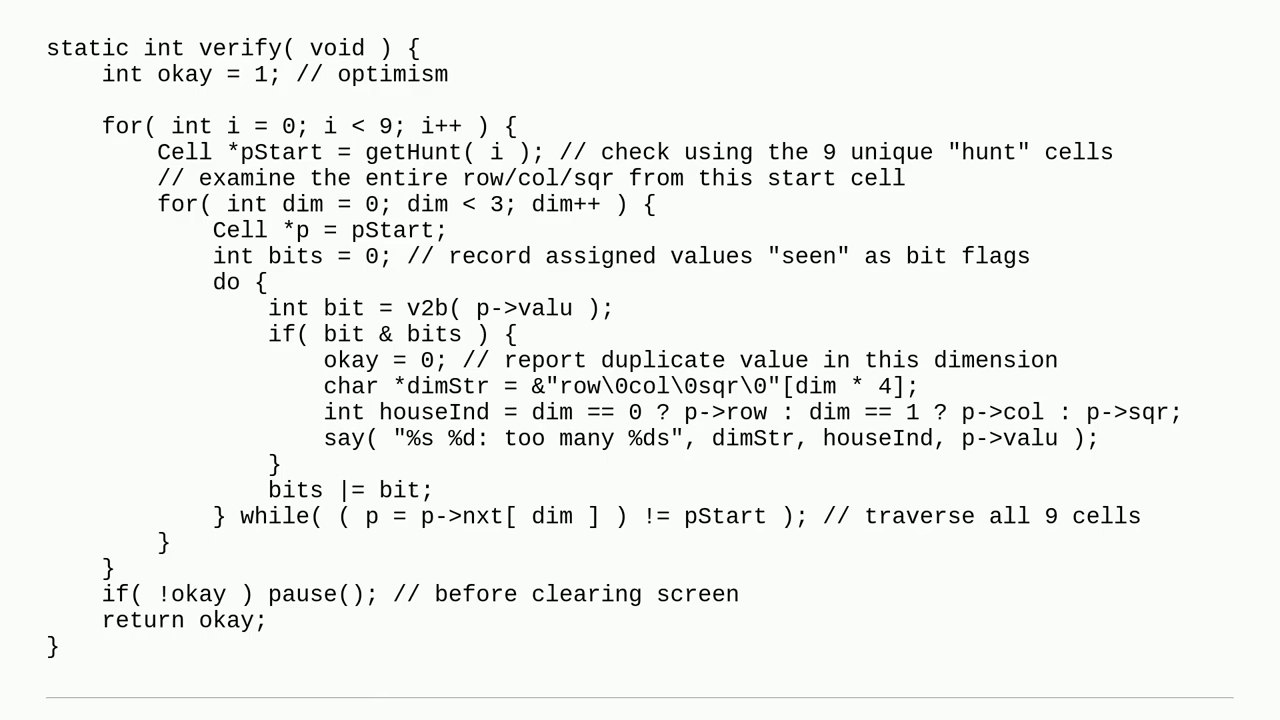 static int verify( void ) {
    int okay = 1; // optimism

    for( int i = 0; i < 9; i++ ) {
        Cell *pStart = getHunt( i ); // check using the 9 unique "hunt" cells
        // examine the entire row/col/sqr from this start cell
        for( int dim = 0; dim < 3; dim++ ) {
            Cell *p = pStart;
            int bits = 0; // record assigned values "seen" as bit flags
            do {
                int bit = v2b( p->valu );
                if( bit & bits ) {
                    okay = 0; // report duplicate value in this dimension
                    char *dimStr = &"row\0col\0sqr\0"[dim * 4];
                    int houseInd = dim == 0 ? p->row : dim == 1 ? p->col : p->sqr;
                    say( "%s %d: too many %ds", dimStr, houseInd, p->valu );
                }
                bits |= bit;
            } while( ( p = p->nxt[ dim ] ) != pStart ); // traverse all 9 cells
        }
    }
    if( !okay ) pause(); // before clearing screen
    return okay;
}